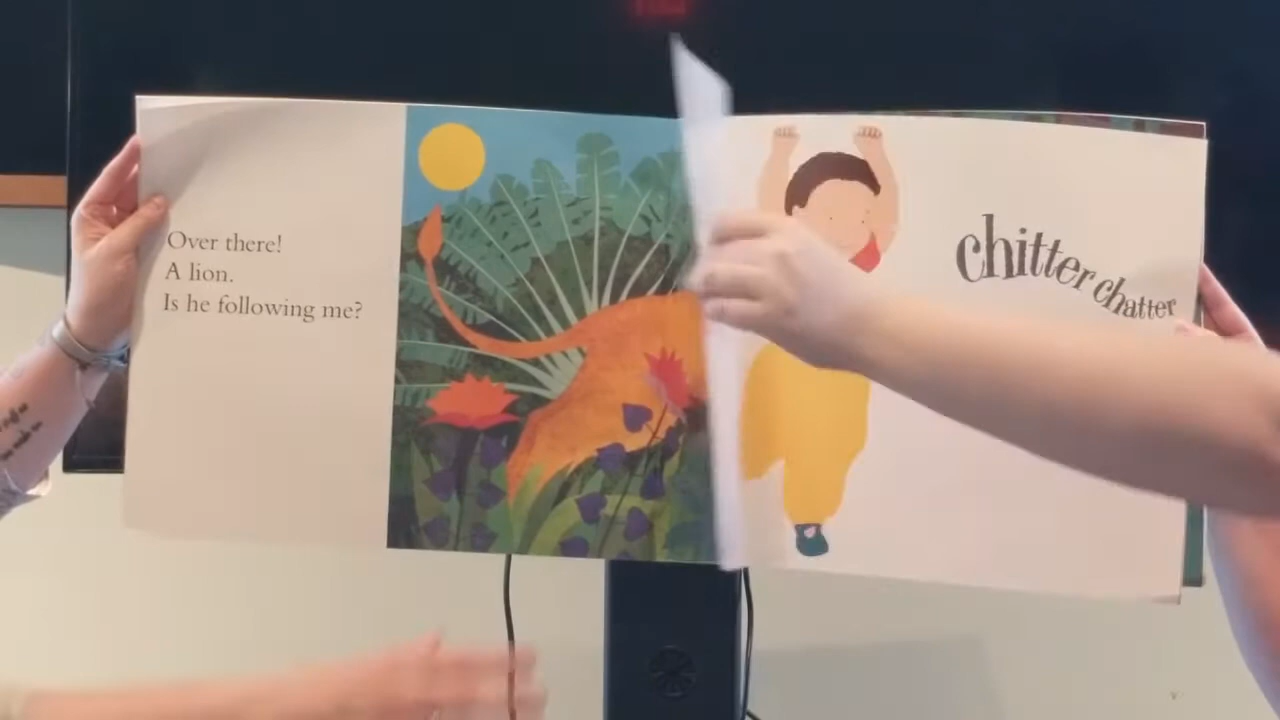 Over there!
A lion.
Is he following me?
chitter chatter